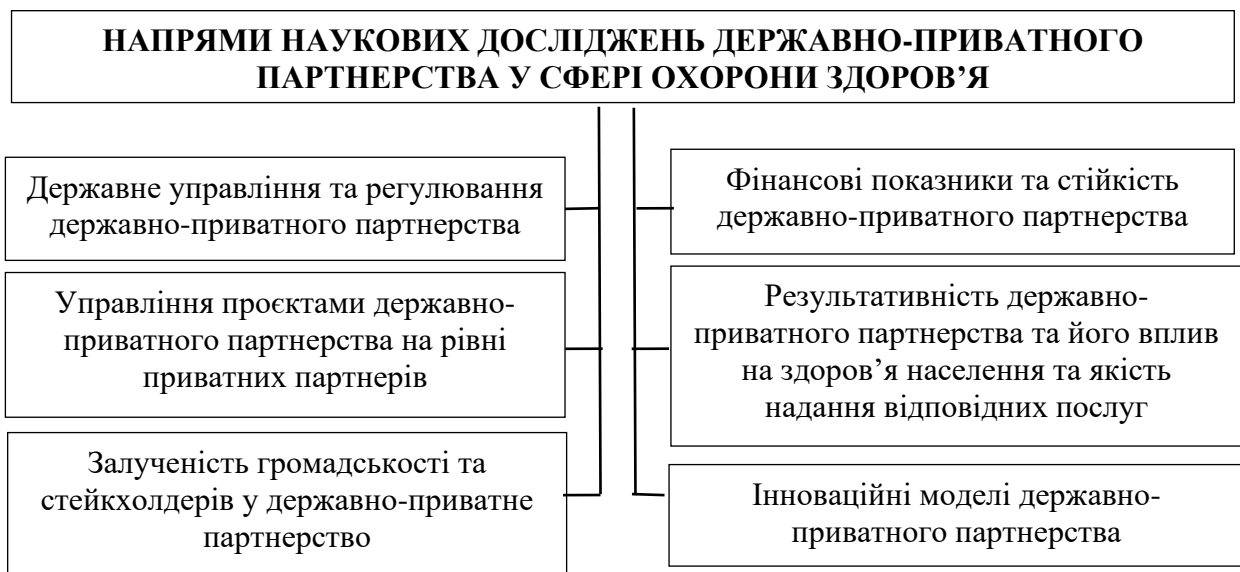 НАПРЯМИ НАУКОВИХ ДОСЛІДЖЕНЬ ДЕРЖАВНО-ПРИВАТНОГО
ПАРТНЕРСТВА У СФЕРІ ОХОРОНИ ЗДОРОВ’Я
Державне управління та регулювання
державно-приватного партнерства
Управління проєктами державно-
приватного партнерства на рівні
приватних партнерів
Залученість громадськості та
стейкхолдерів у державно-приватне
партнерство
Фінансові показники та стійкість
державно-приватного партнерства
Результативність державно-
приватного партнерства та його вплив
на здоров’я населення та якість
надання відповідних послуг
Інноваційні моделі державно-
приватного партнерства